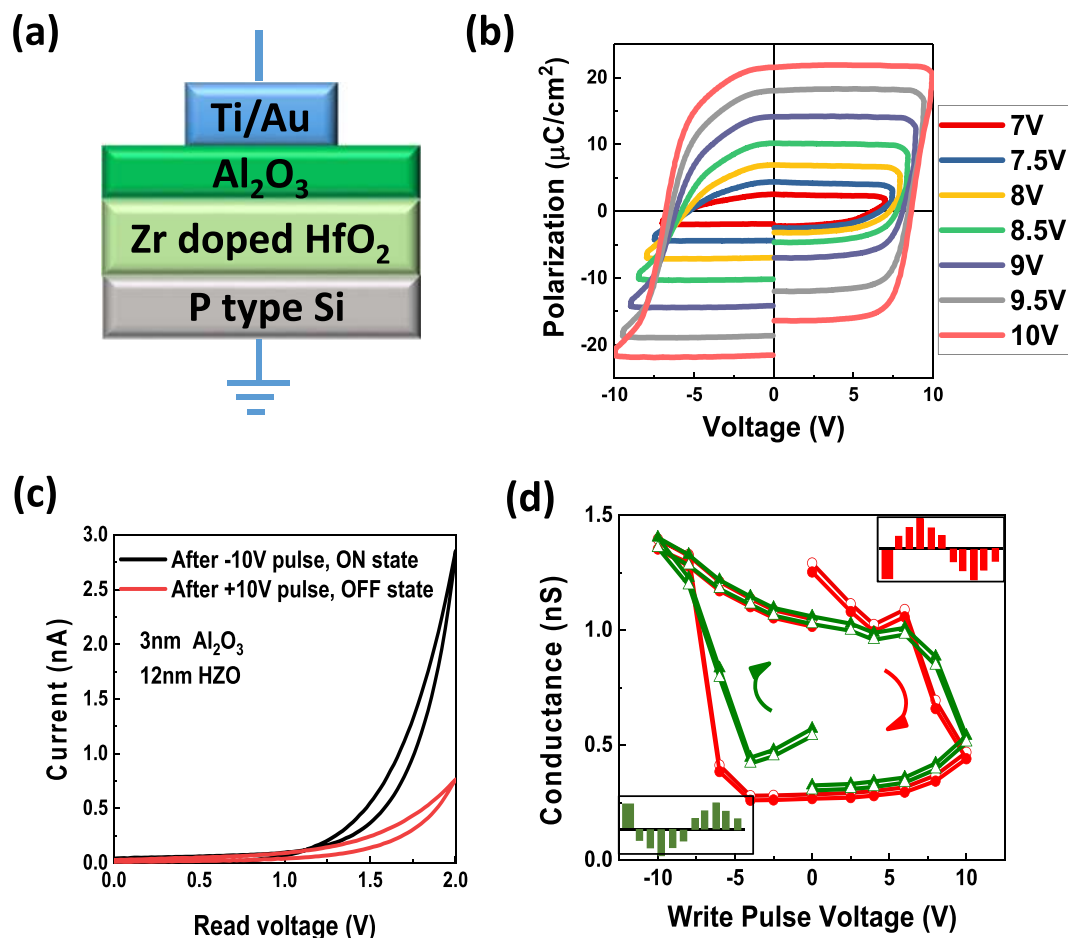 (a)
Ti/Au
Al₂O₃
Zr doped HfO₂
P type Si
(b)
Polarization (μC/cm²)
20
10
0
-10
-20
-10
-5
0
5
10
Voltage (V)
7V
7.5V
8V
8.5V
9V
9.5V
10V
(c)
Current (nA)
3.0
2.5
2.0
1.5
1.0
0.5
0.0
After -10V pulse, ON state
After +10V pulse, OFF state
3nm Al₂O₃
12nm HZO
0.0
0.5
1.0
1.5
2.0
Read voltage (V)
(d)
Conductance (nS)
1.5
1.0
0.5
0.0
-10
-5
0
5
10
Write Pulse Voltage (V)